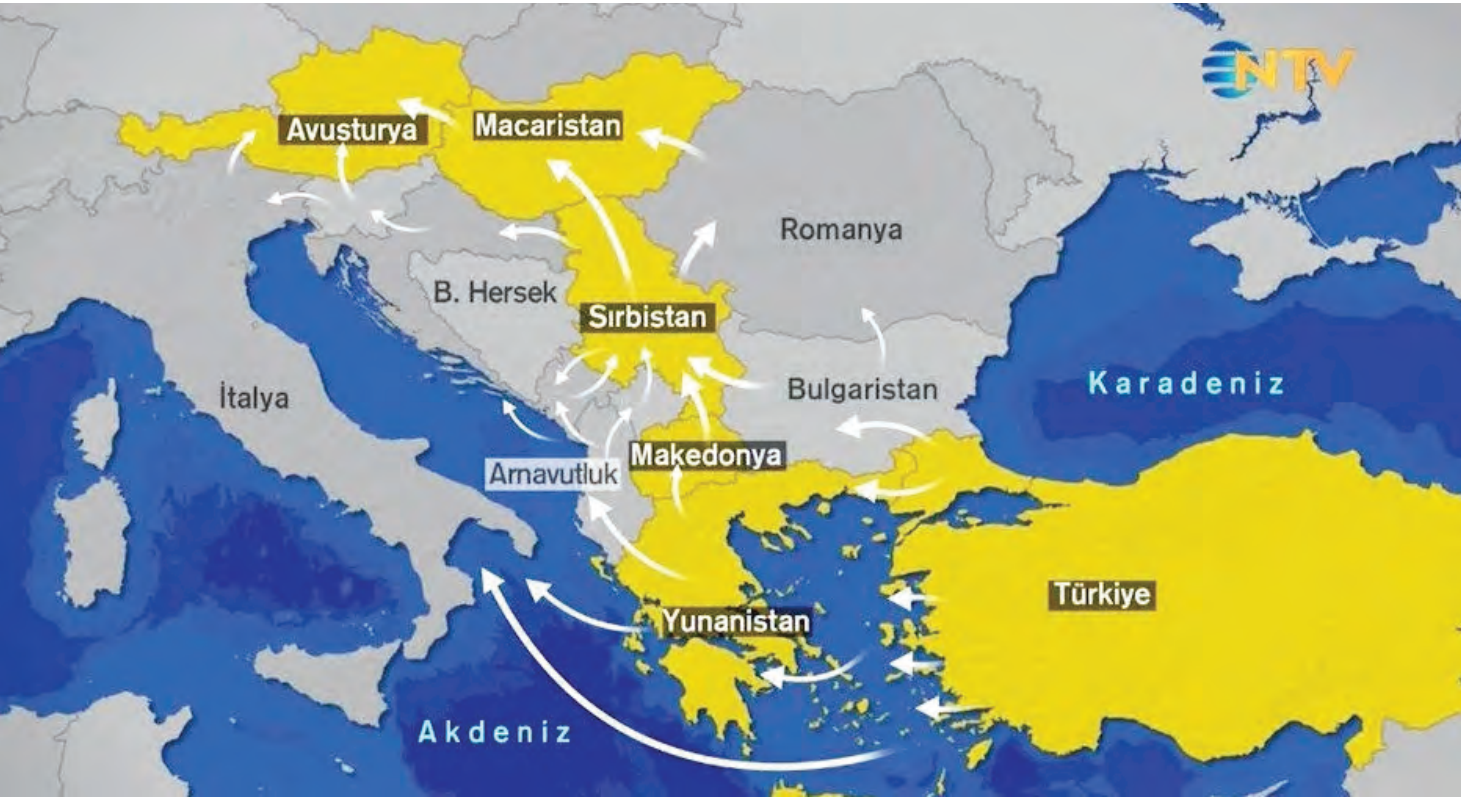 NTV
Avusturya
Macaristan
Romanya
B. Hersek
Sırbistan
İtalya
Bulgaristan
Karadeniz
Makedonya
Arnavutluk
Türkiye
Yunanistan
Akdeniz